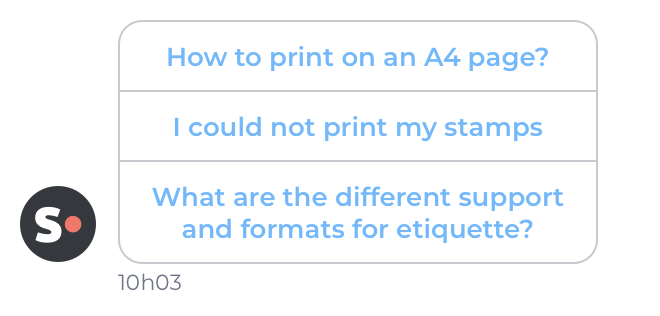 How to print on an A4 page?
I could not print my stamps
What are the different support
and formats for etiquette?
S
10h03